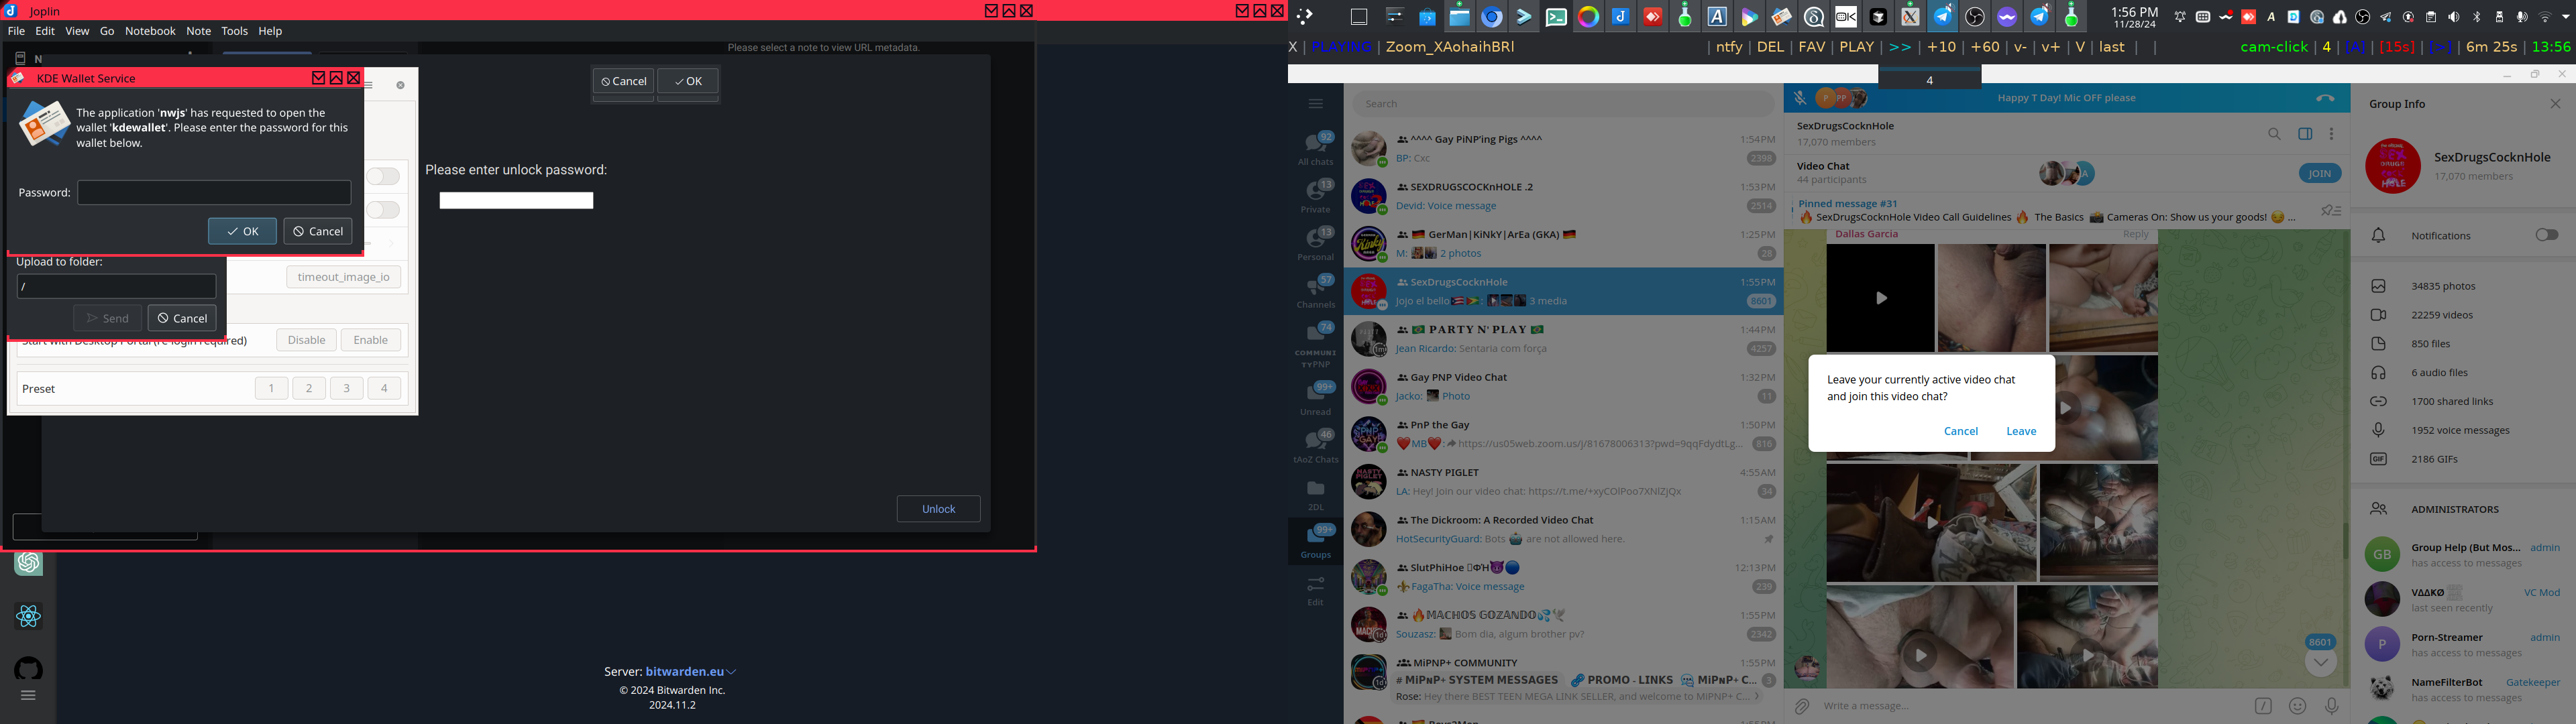 Joplin
File Edit View Go Notebook Note Tools Help
Please select a note to view URL metadata.
N
KDE Wallet Service
The application 'nwjs' has requested to open the
wallet 'kdewallet'. Please enter the password for this
wallet below.
Password:
OK Cancel
Upload to folder:
/
Send Cancel
timeout_image_io
Disable Enable
Preset 1 2 3 4
Cancel OK
Please enter unlock password:
Unlock
Server: bitwarden.eu
© 2024 Bitwarden Inc.
2024.11.2
1:56 PM
11/28/24
X | PLAYING | Zoom_XAohaihBRI
| ntfy | DEL | FAV | PLAY | >> | +10 | +60 | v- | v+ | V | last | |
cam-click | 4 | [A] | [15s] | [>] | 6m 25s | 13:56
4
Search
92
All chats
13
Private
13
Personal
57
Channels
74
COMMUNI
TYPNP
99+
Unread
46
tAoZ Chats
2DL
99+
Groups
Edit
^^^^ Gay PiNP'ing Pigs ^^^^ 1:54PM
BP: Cxc 2398
SEXDRUGSCOCKnHOLE .2 1:53PM
Devid: Voice message 2514
🇩🇪 GerMan|KiNkY|ArEa (GKA) 🇩🇪 1:25PM
M: 2 photos 28
SexDrugsCocknHole 1:55PM
Jojo el bello 3 media 8601
🇧🇷 PARTY N' PLAY 🇧🇷 1:44PM
Jean Ricardo: Sentaria com força 4257
Gay PNP Video Chat 1:32PM
Jacko: Photo 11
PnP the Gay 1:50PM
❤️MB❤️: https://us05web.zoom.us/j/81678006313?pwd=9qqFdydtLg... 816
NASTY PIGLET 4:55AM
LA: Hey! Join our video chat: https://t.me/+xyCOlPoo7XNlZjQx 34
The Dickroom: A Recorded Video Chat 1:15AM
HotSecurityGuard: Bots 🤖 are not allowed here.
SlutPhiHoe 12:13PM
⚜️FagaTha: Voice message 239
🔥MACHOS GOZANDO💦🕊 1:55PM
Souzasz: Bom dia, algum brother pv? 2342
MiPNP+ COMMUNITY 1:55PM
# MiPNP+ SYSTEM MESSAGES PROMO - LINKS MiPNP+ C... 3
Rose: Hey there BEST TEEN MEGA LINK SELLER, and welcome to MiPNP+ C...
Happy T Day! Mic OFF please
P PP
SexDrugsCocknHole
17,070 members
Video Chat
44 participants
A
JOIN
Pinned message #31
🔥 SexDrugsCocknHole Video Call Guidelines 🔥 The Basics 📸 Cameras On: Show us your goods! 😏 ...
Dallas Garcia Reply
Leave your currently active video chat
and join this video chat?
Cancel Leave
8601
Write a message...
Group Info
SexDrugsCocknHole
17,070 members
Notifications
34835 photos
22259 videos
850 files
6 audio files
1700 shared links
1952 voice messages
GIF 2186 GIFs
ADMINISTRATORS
GB
Group Help (But Mos... admin
has access to messages
VΔΔKØ VC Mod
last seen recently
P
Porn-Streamer admin
has access to messages
NameFilterBot Gatekeeper
has access to messages